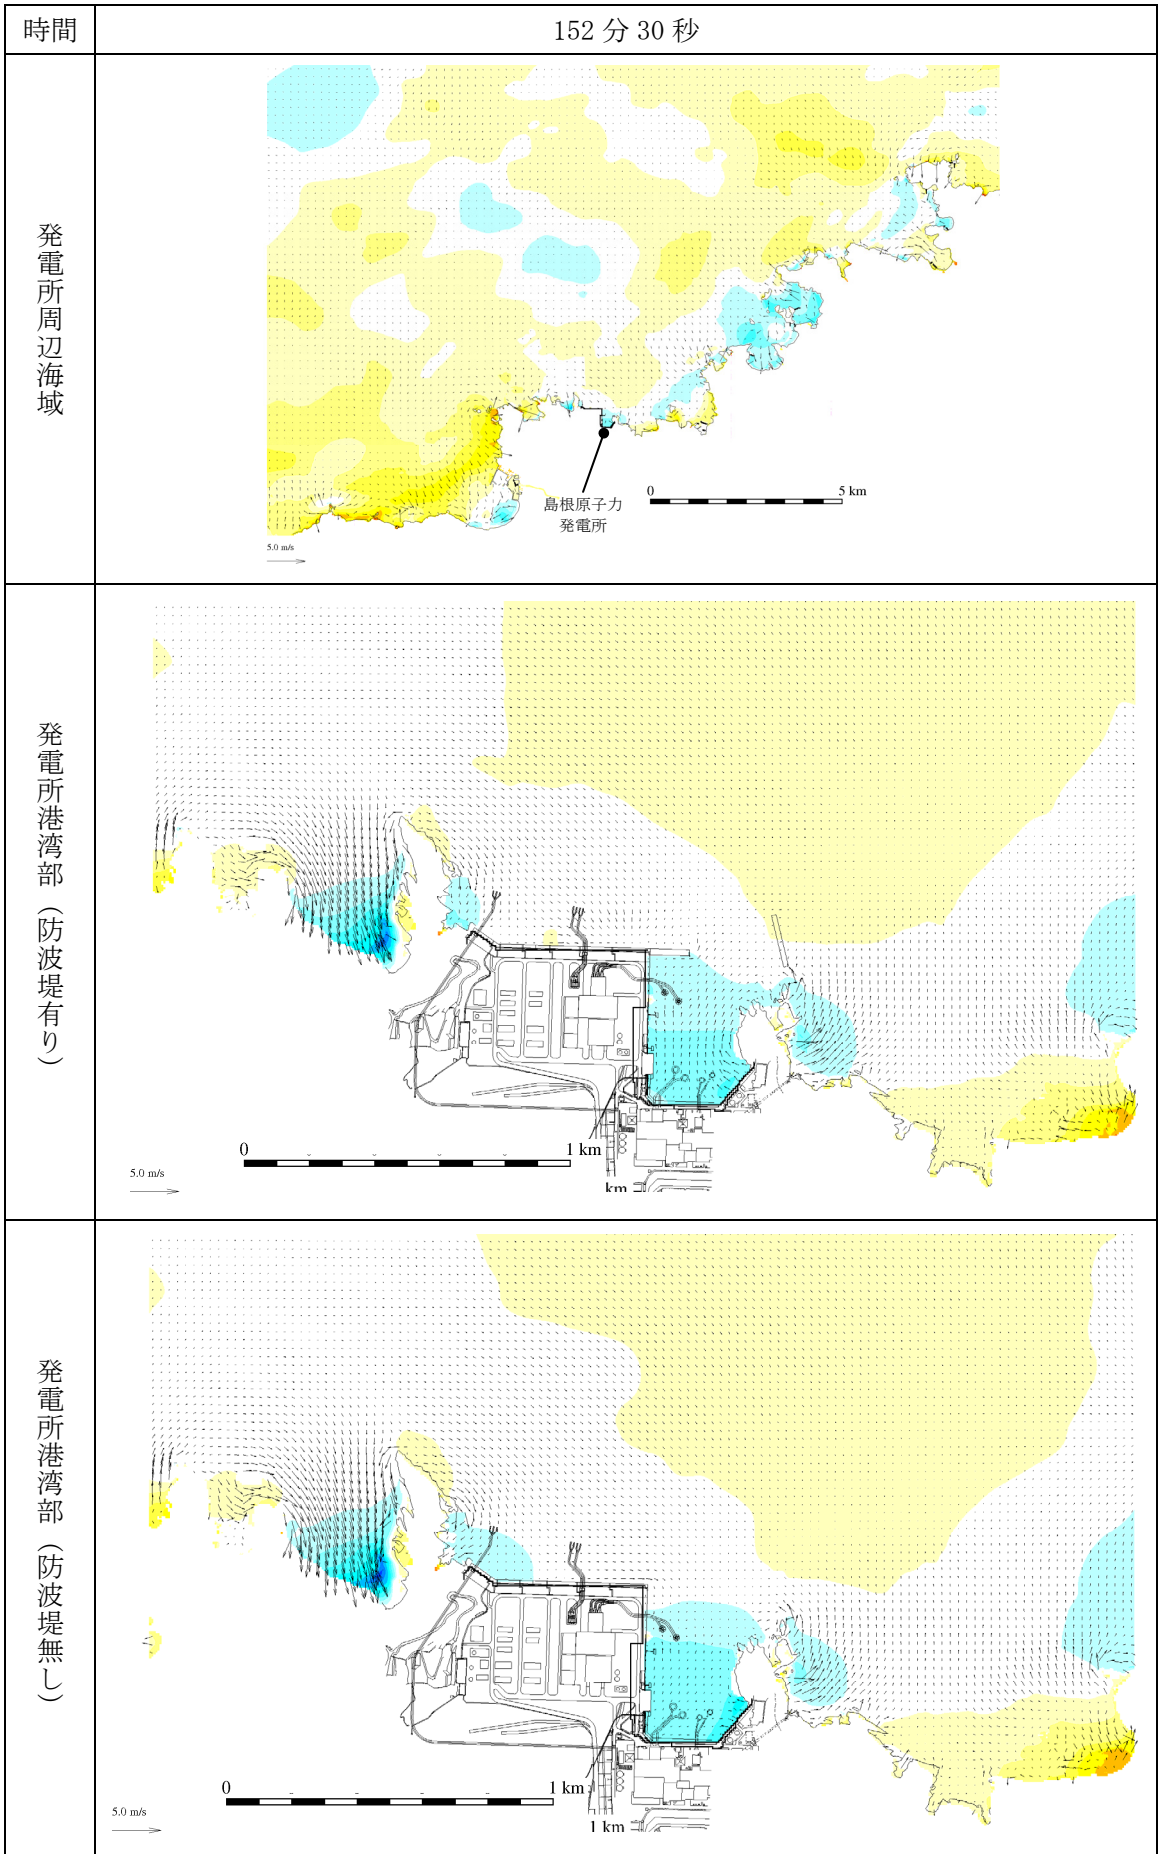 時間
152 分 30 秒
発電所周辺海域
島根原子力
発電所
0
5 km
5.0 m/s
発電所港湾部（防波堤有り）
0
1 km
km
5.0 m/s
発電所港湾部（防波堤無し）
0
1 km
1 km
5.0 m/s